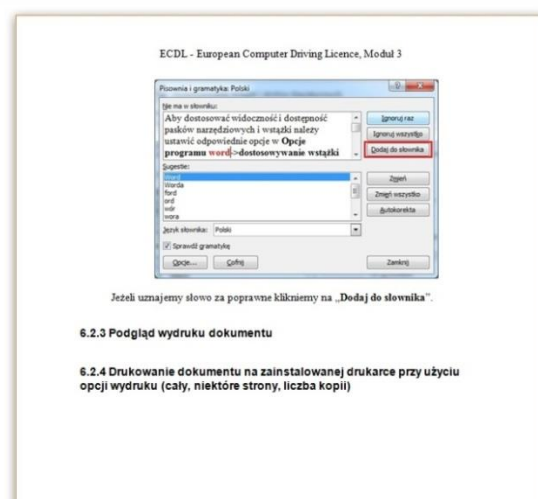 ECDL - European Computer Driving Licence, Moduł 3
Pisownia i gramatyka: Polski
Nie ma w słowniku:
Aby dostosować widoczność i dostępność
pasków narzędziowych i wstążki należy
ustawić odpowiednie opcje w Opcje
programu word->dostosowywanie wstążki
Ignoruj raz
Ignoruj wszystko
Dodaj do słownika
Sugestie:
Word
Worda
ford
ord
wór
wora
Zmień
Zmień wszystko
Autokorekta
Język słownika: Polski
Sprawdź gramatykę
Opcje... Cofnij Zamknij
Jeżeli uznajemy słowo za poprawne klikniemy na „Dodaj do słownika”.
6.2.3 Podgląd wydruku dokumentu
6.2.4 Drukowanie dokumentu na zainstalowanej drukarce przy użyciu
opcji wydruku (cały, niektóre strony, liczba kopii)